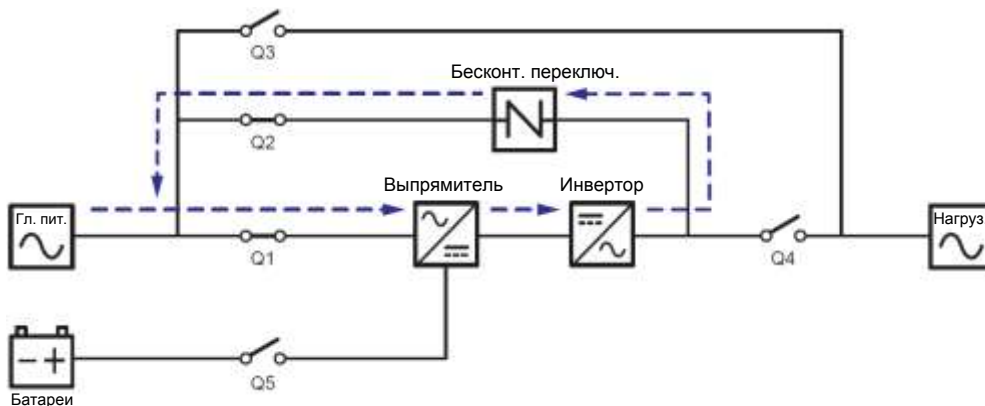 Q3
Бесконт. переключ.
Q2
Выпрямитель
Инвертор
Гл. пит.
Нагруз
Q1
Q4
Q5
Батареи